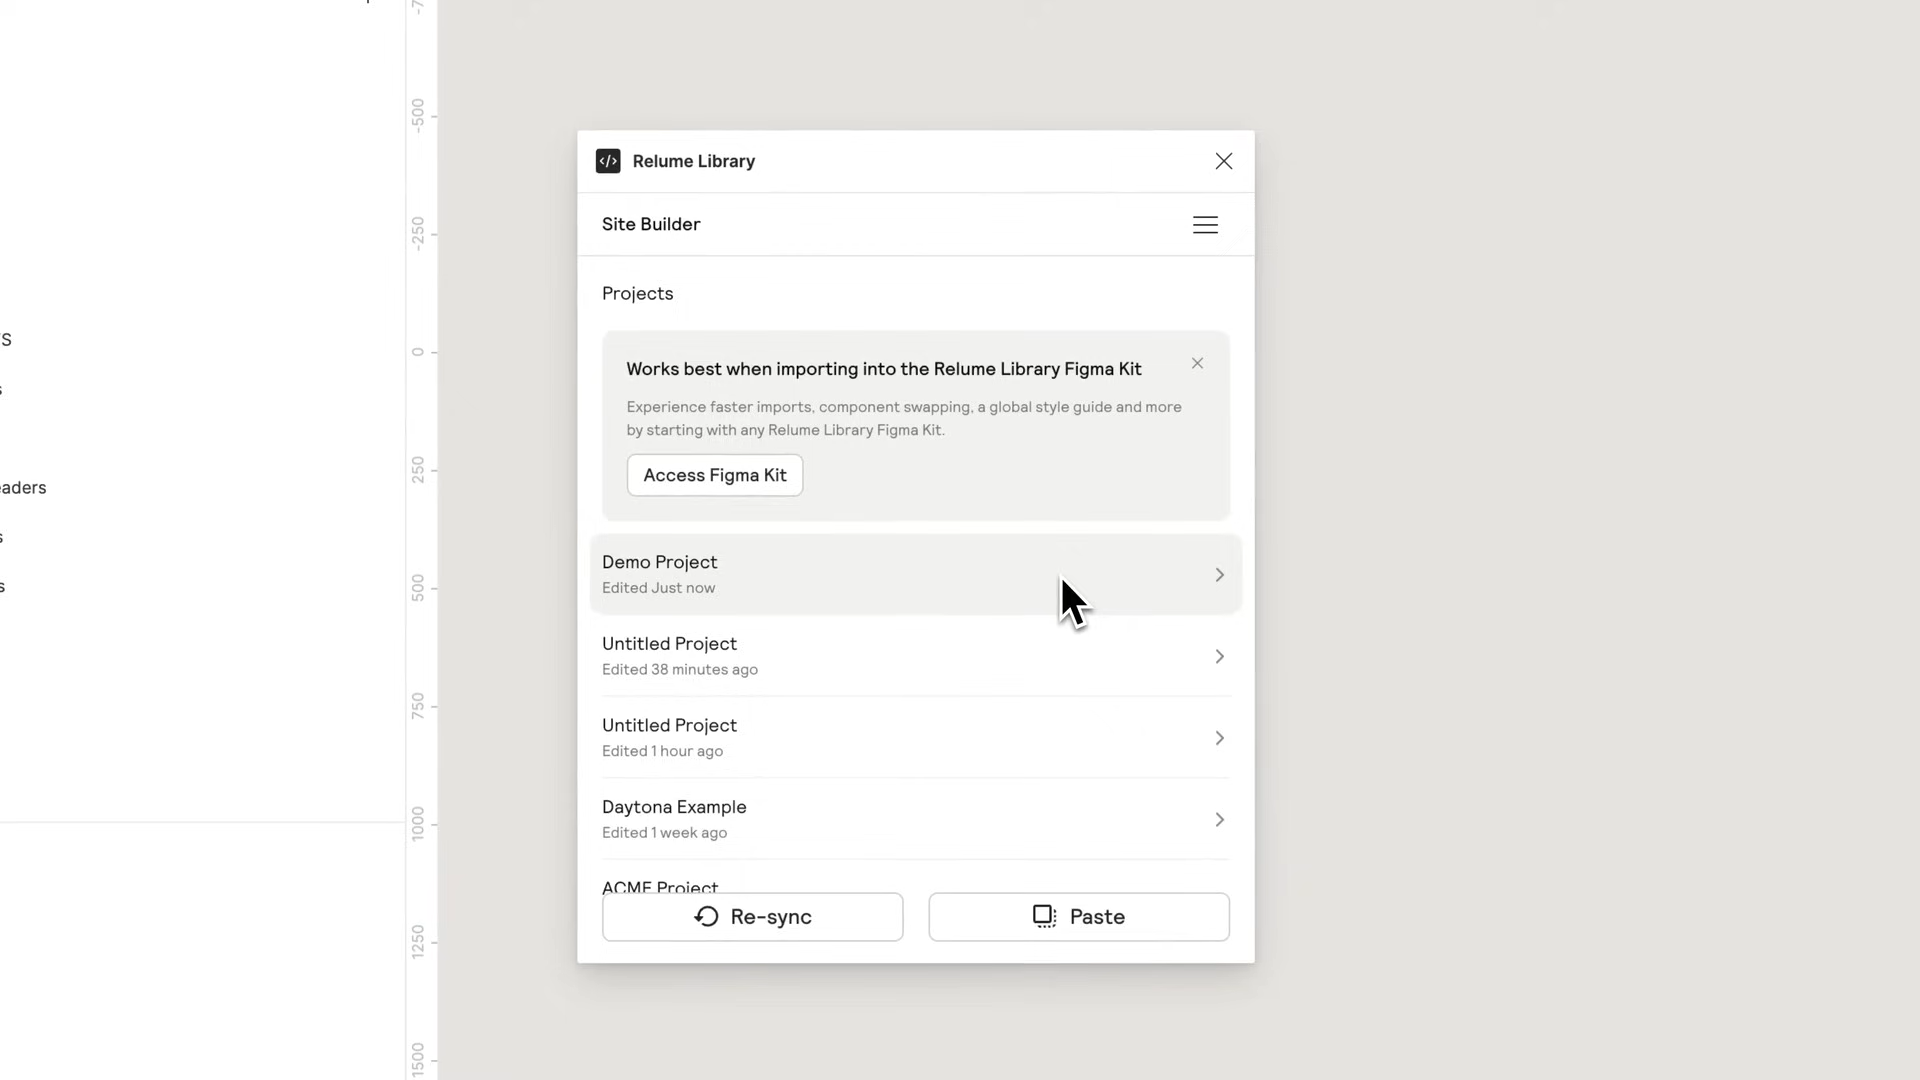 Relume Library
Site Builder
Projects
Works best when importing into the Relume Library Figma Kit
Experience faster imports, component swapping, a global style guide and more
by starting with any Relume Library Figma Kit.
Access Figma Kit
Demo Project
Edited Just now
Untitled Project
Edited 38 minutes ago
Untitled Project
Edited 1 hour ago
Daytona Example
Edited 1 week ago
ACME Project
Re-sync
Paste
-500
-250
0
250
500
750
1000
1250
1500